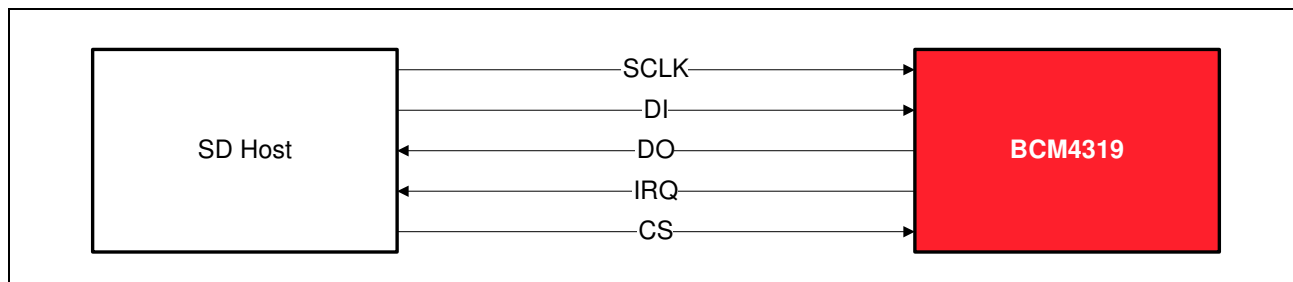 SCLK
DI
SD Host
DO
BCM4319
IRQ
CS